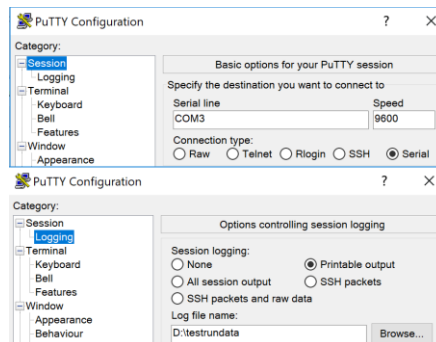 PuTTY Configuration ? ×
Category:
Session
Logging
Terminal
Keyboard
Bell
Features
Window
Appearance
Basic options for your PuTTY session
Specify the destination you want to connect to
Serial line Speed
COM3 9600
Connection type:
Raw Telnet Rlogin SSH Serial
PuTTY Configuration ? ×
Category:
Session
Logging
Terminal
Keyboard
Bell
Features
Window
Appearance
Behaviour
Options controlling session logging
Session logging:
None Printable output
All session output SSH packets
SSH packets and raw data
Log file name:
D:\testrundata Browse...